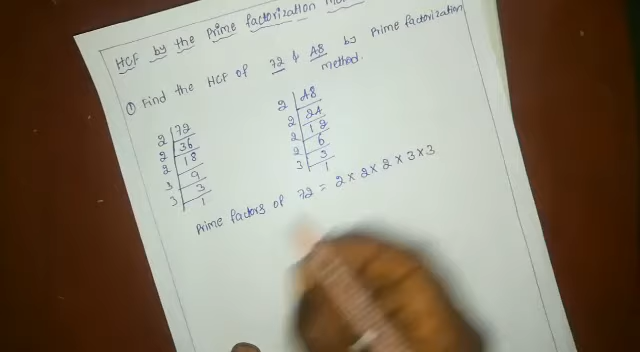 HCF by the Prime Factorization
① Find the HCF of 72 & 48 by Prime Factorization method.
2 | 72
2 | 36
2 | 18
3 | 9
3 | 3
1
2 | 48
2 | 24
2 | 12
2 | 6
3 | 3
1
Prime factors of 72 = 2 × 2 × 2 × 3 × 3